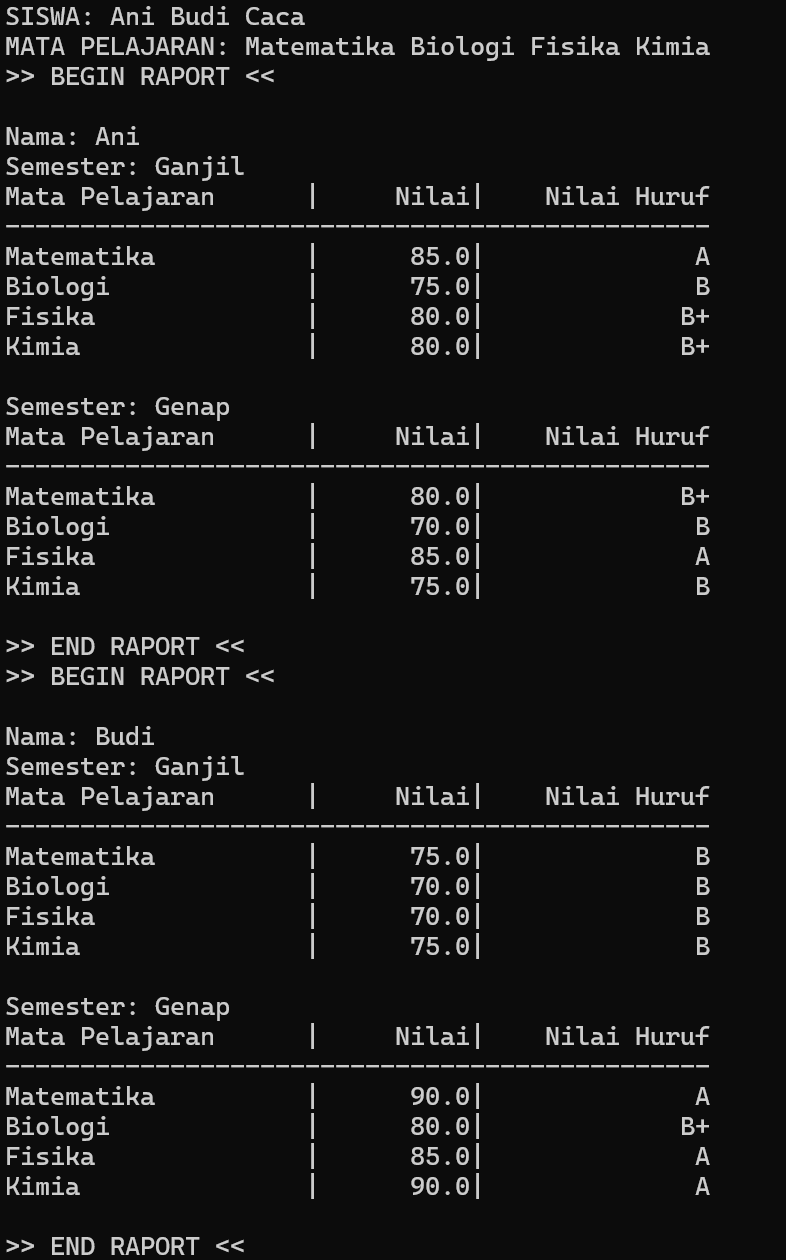 SISWA: Ani Budi Caca
MATA PELAJARAN: Matematika Biologi Fisika Kimia
>> BEGIN RAPORT <<

Nama: Ani
Semester: Ganjil
Mata Pelajaran      |     Nilai|    Nilai Huruf
-----------------------------------------------
Matematika          |      85.0|              A
Biologi             |      75.0|              B
Fisika              |      80.0|             B+
Kimia               |      80.0|             B+

Semester: Genap
Mata Pelajaran      |     Nilai|    Nilai Huruf
-----------------------------------------------
Matematika          |      80.0|             B+
Biologi             |      70.0|              B
Fisika              |      85.0|              A
Kimia               |      75.0|              B

>> END RAPORT <<
>> BEGIN RAPORT <<

Nama: Budi
Semester: Ganjil
Mata Pelajaran      |     Nilai|    Nilai Huruf
-----------------------------------------------
Matematika          |      75.0|              B
Biologi             |      70.0|              B
Fisika              |      70.0|              B
Kimia               |      75.0|              B

Semester: Genap
Mata Pelajaran      |     Nilai|    Nilai Huruf
-----------------------------------------------
Matematika          |      90.0|              A
Biologi             |      80.0|             B+
Fisika              |      85.0|              A
Kimia               |      90.0|              A

>> END RAPORT <<